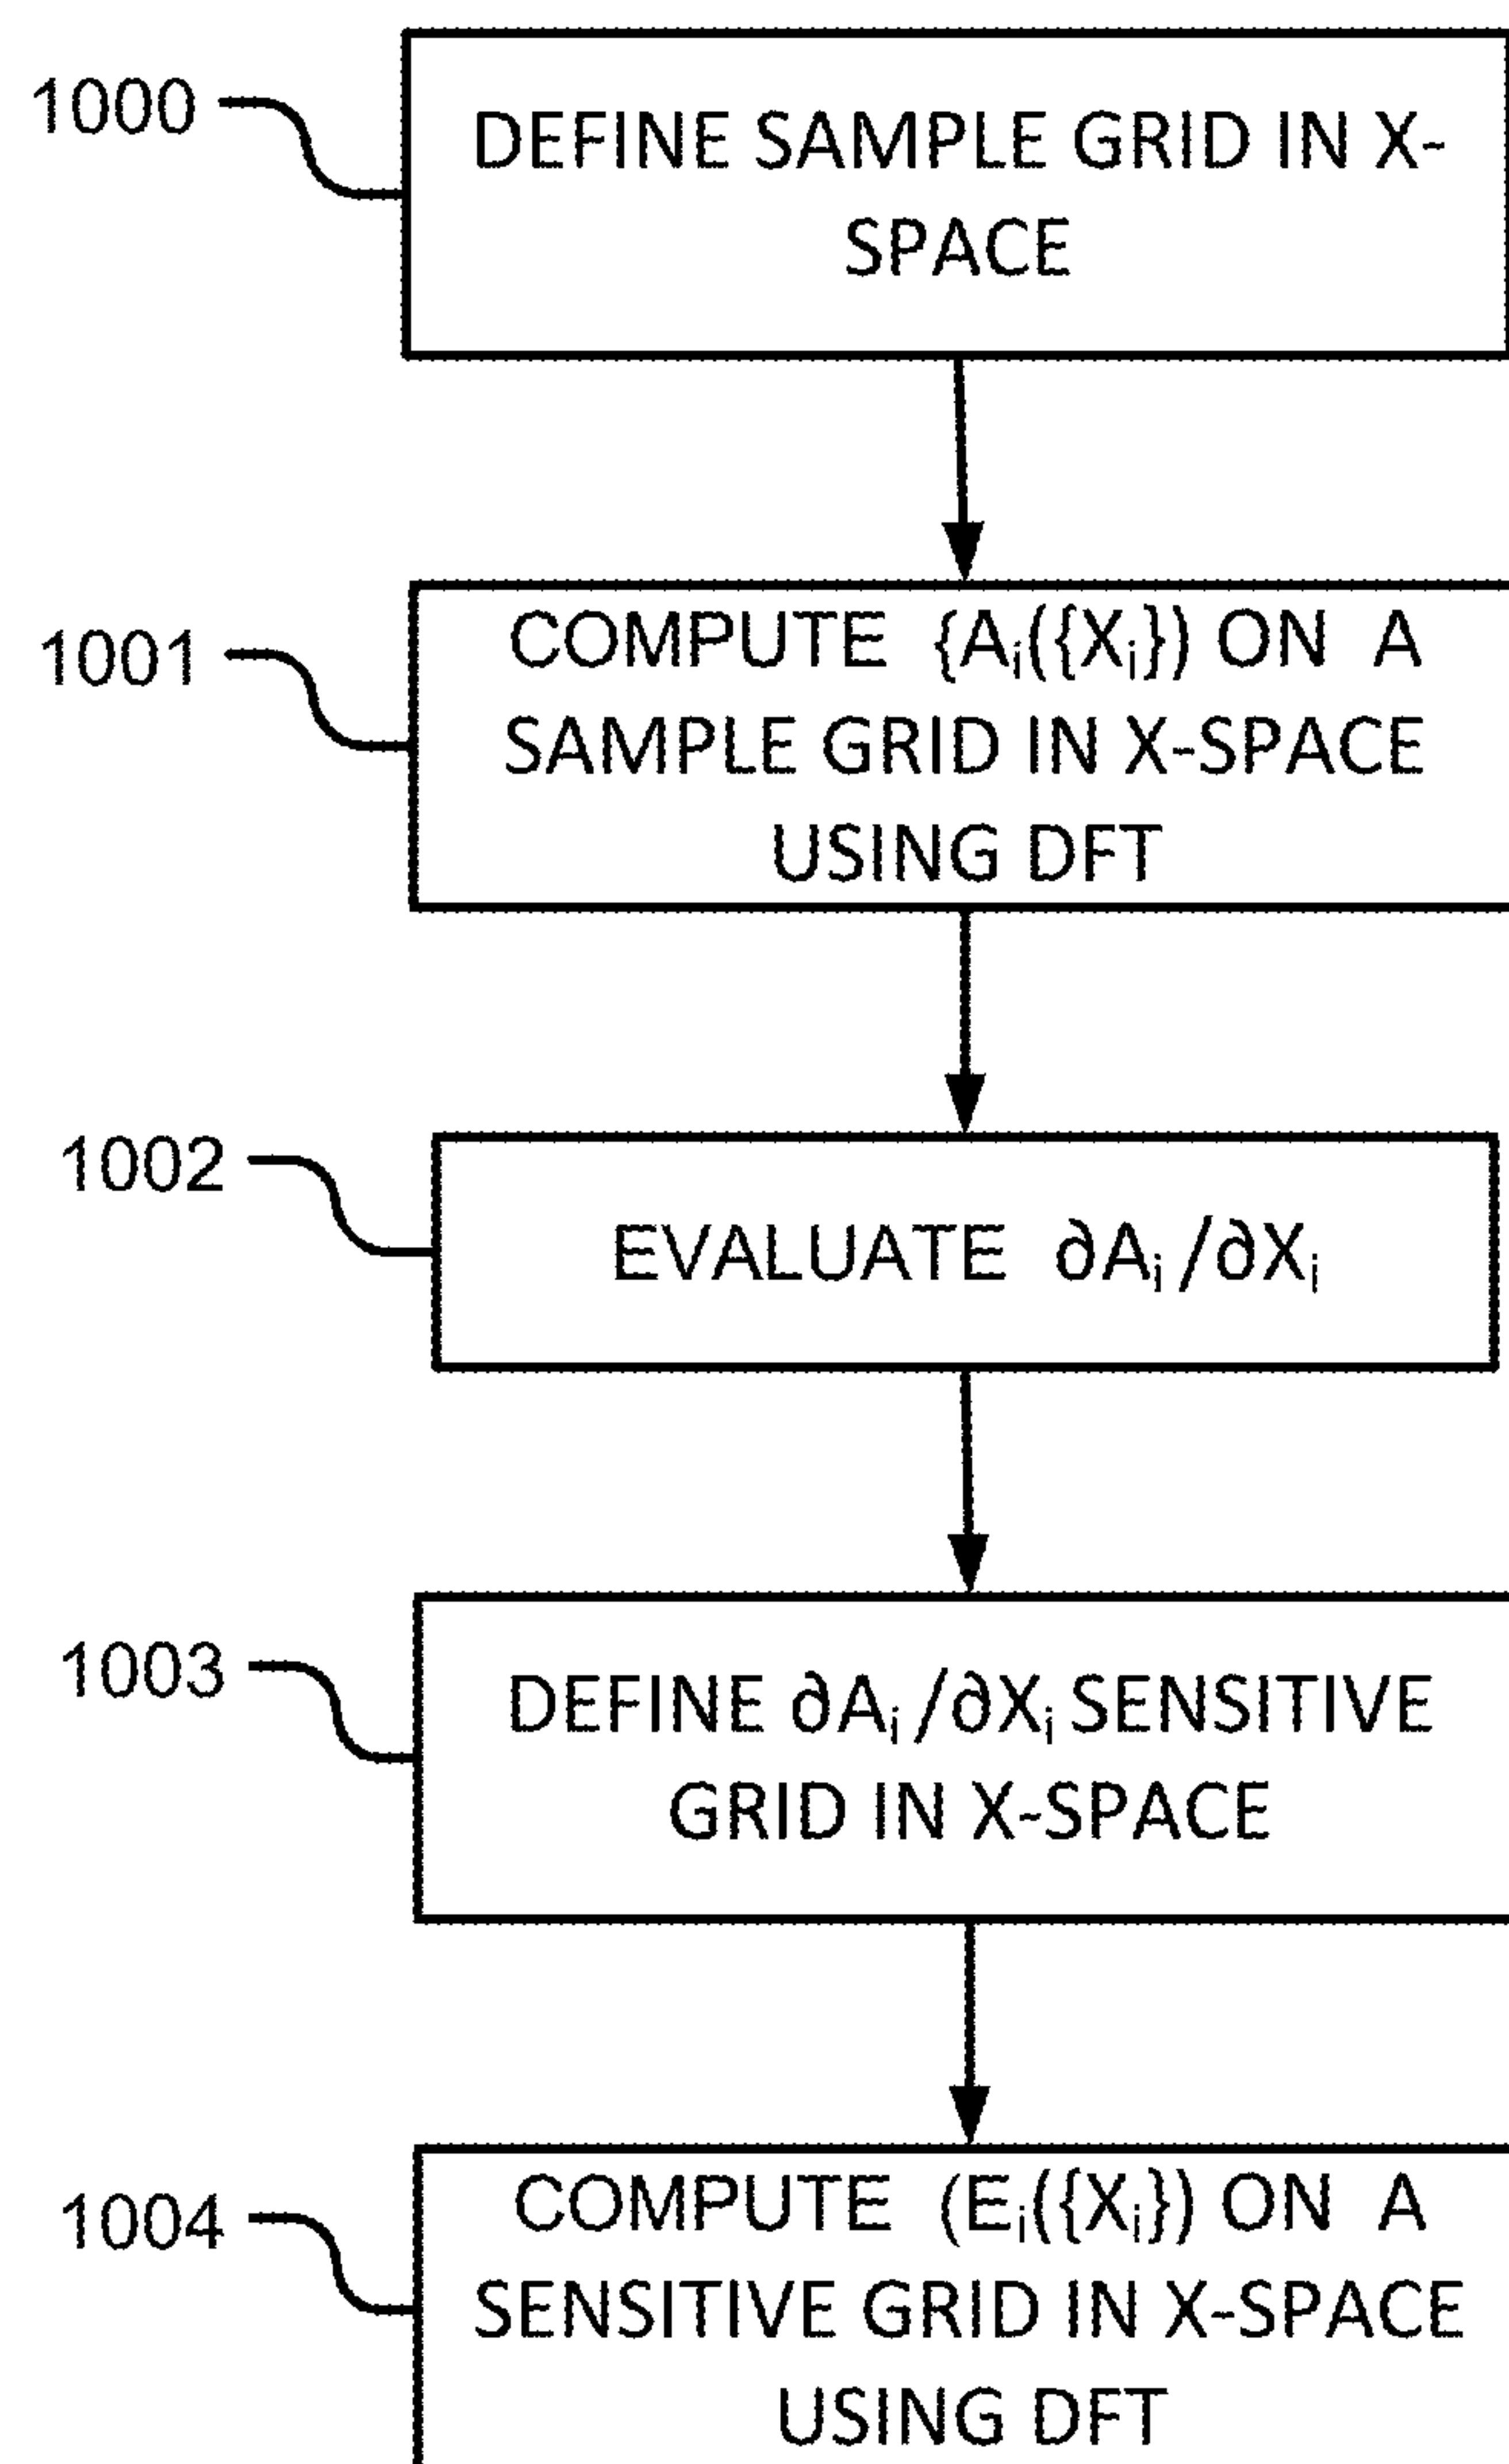 1000
DEFINE SAMPLE GRID IN X-
SPACE
1001
COMPUTE {Aᵢ({Xᵢ}) ON A
SAMPLE GRID IN X-SPACE
USING DFT
1002
EVALUATE ∂Aᵢ /∂Xᵢ
1003
DEFINE ∂Aᵢ /∂Xᵢ SENSITIVE
GRID IN X-SPACE
1004
COMPUTE (Eᵢ({Xᵢ}) ON A
SENSITIVE GRID IN X-SPACE
USING DFT